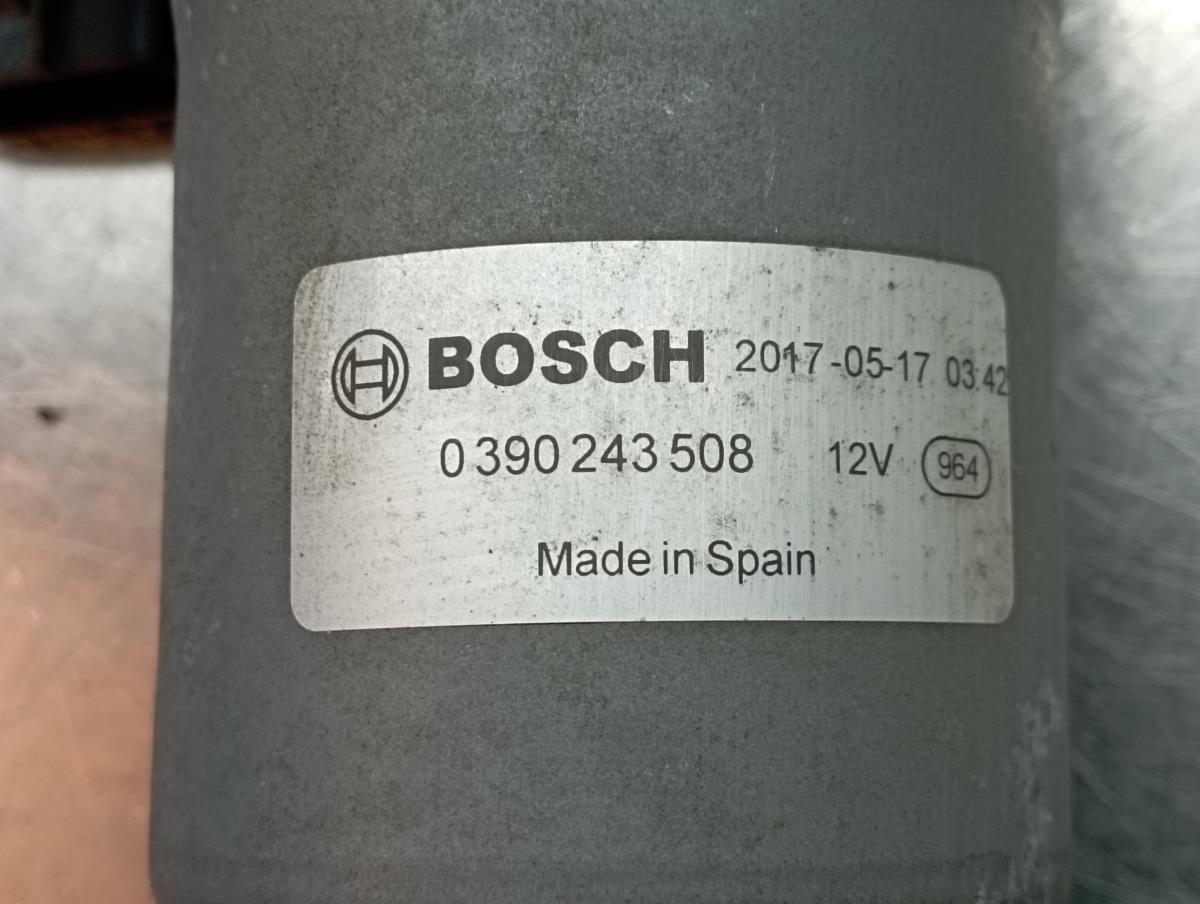 BOSCH 2017-05-17 03:42
0 390 243 508 12V 964
Made in Spain